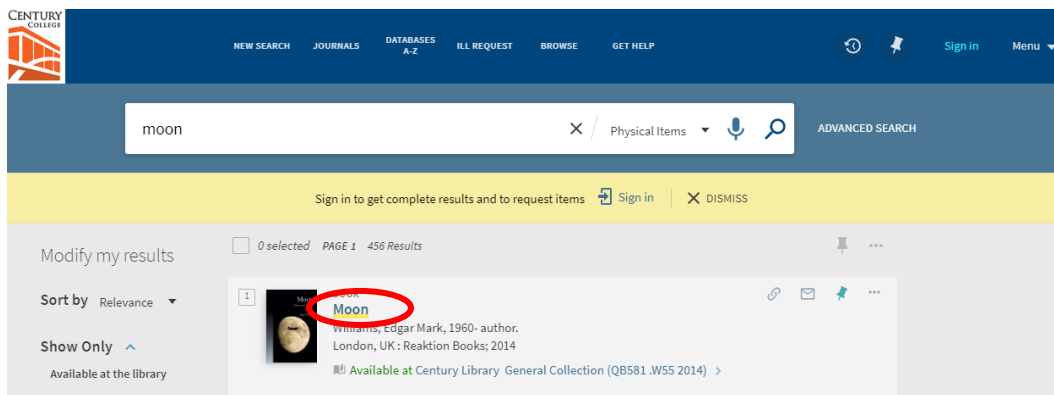 CENTURY
COLLEGE
NEW SEARCH JOURNALS DATABASES A-Z ILL REQUEST BROWSE GET HELP Sign in Menu
moon Physical Items ADVANCED SEARCH
Sign in to get complete results and to request items Sign in DISMISS
Modify my results
0 selected PAGE 1 456 Results
Sort by Relevance
Show Only
Available at the library
1
BOOK
Moon
Williams, Edgar Mark, 1960- author.
London, UK : Reaktion Books; 2014
Available at Century Library General Collection (QB581 .W55 2014)